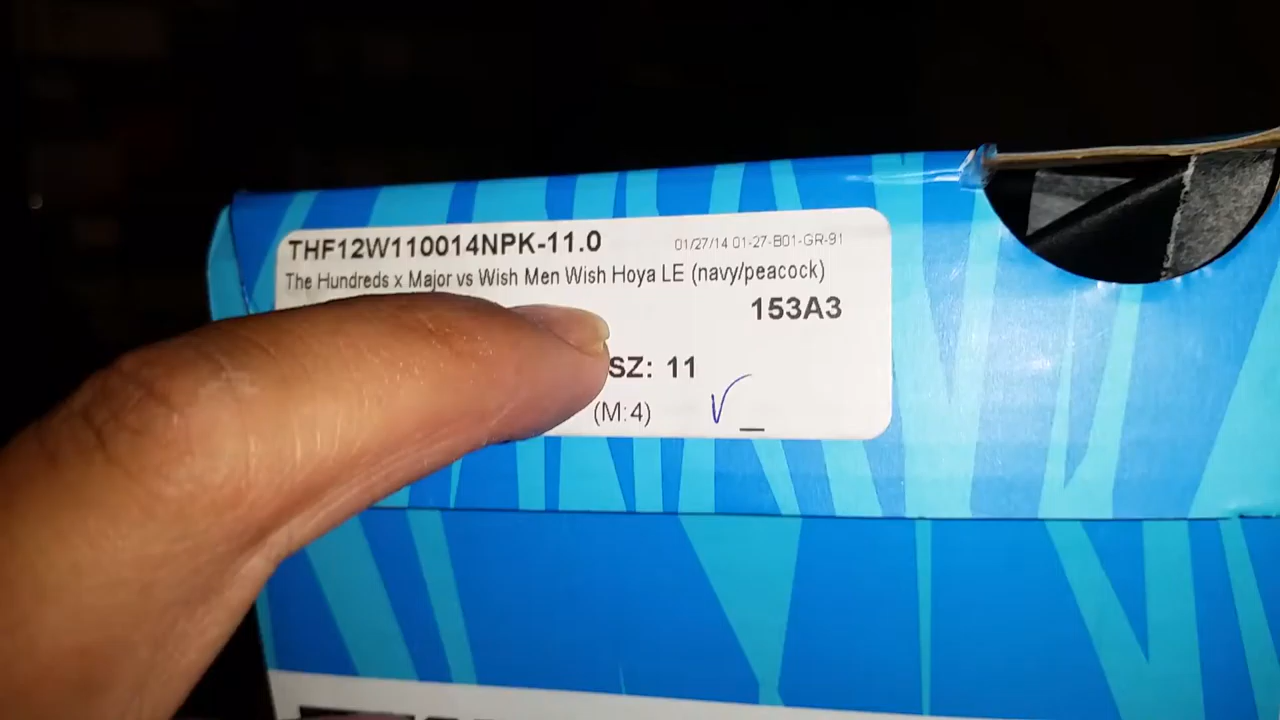 THF12W110014NPK-11.0 01/27/14 01-27-B01-GR-91
The Hundreds x Major vs Wish Men Wish Hoya LE (navy/peacock)
153A3
SZ: 11
(M:4)